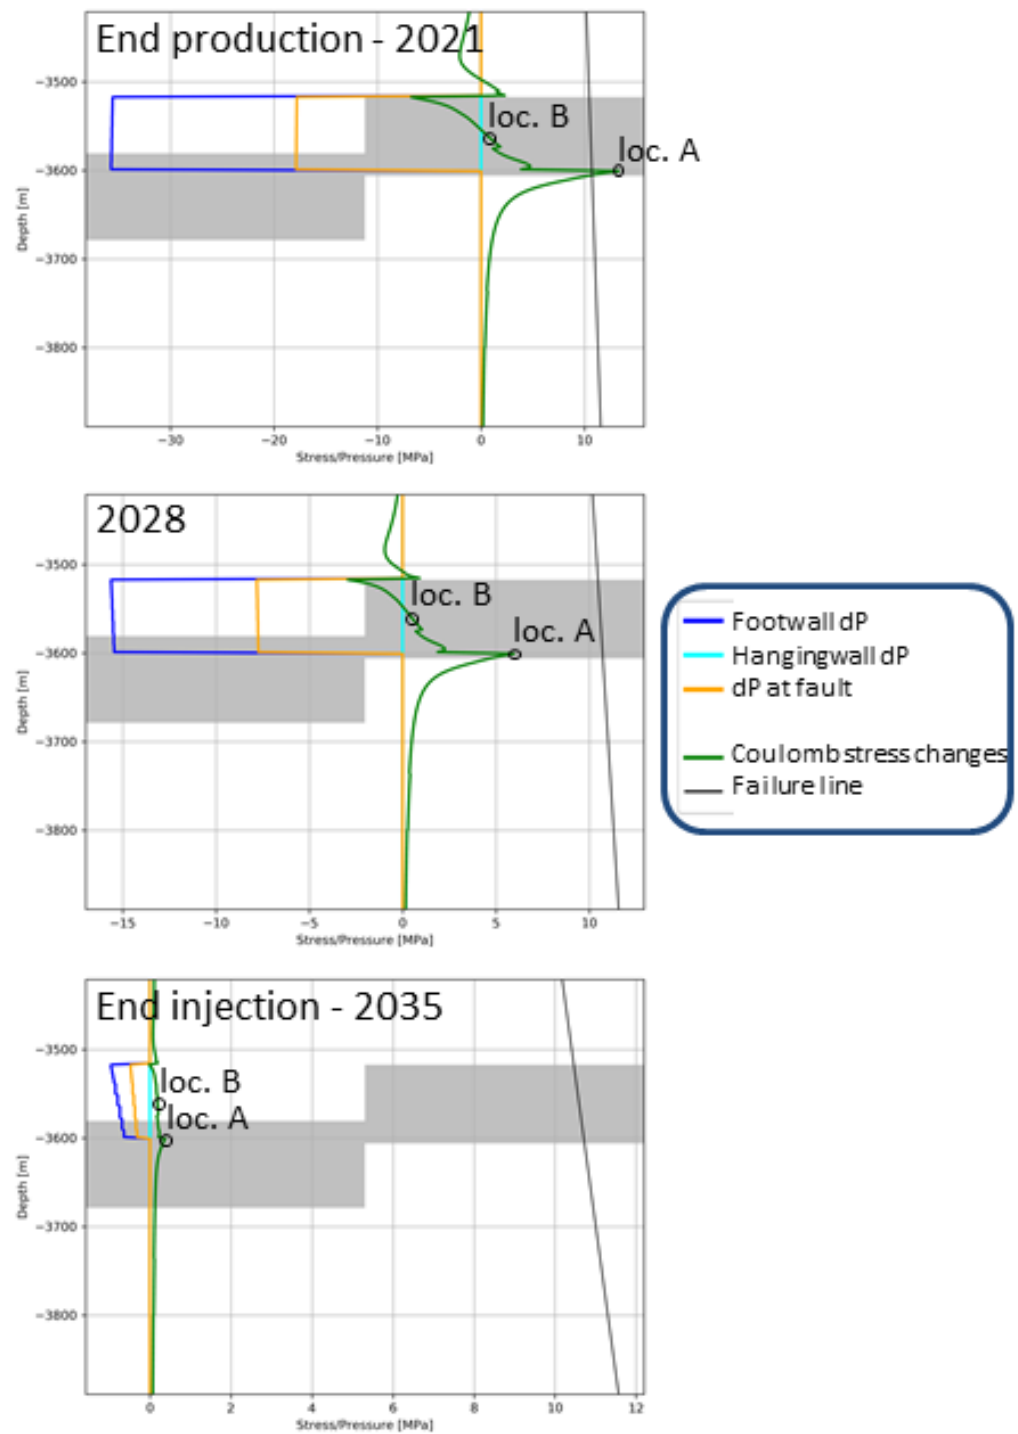 End production - 2021
−3500
loc. B
loc. A
−3600
−3700
−3800
Depth [m]
−30
−20
−10
0
10
Stress/Pressure [MPa]
2028
−3500
loc. B
loc. A
−3600
−3700
−3800
Depth [m]
−15
−10
−5
0
5
10
Stress/Pressure [MPa]
Footwall dP
Hangingwall dP
dP at fault
Coulomb stress changes
Failure line
End injection - 2035
−3500
loc. B
loc. A
−3600
−3700
−3800
Depth [m]
0
2
4
6
8
10
12
Stress/Pressure [MPa]